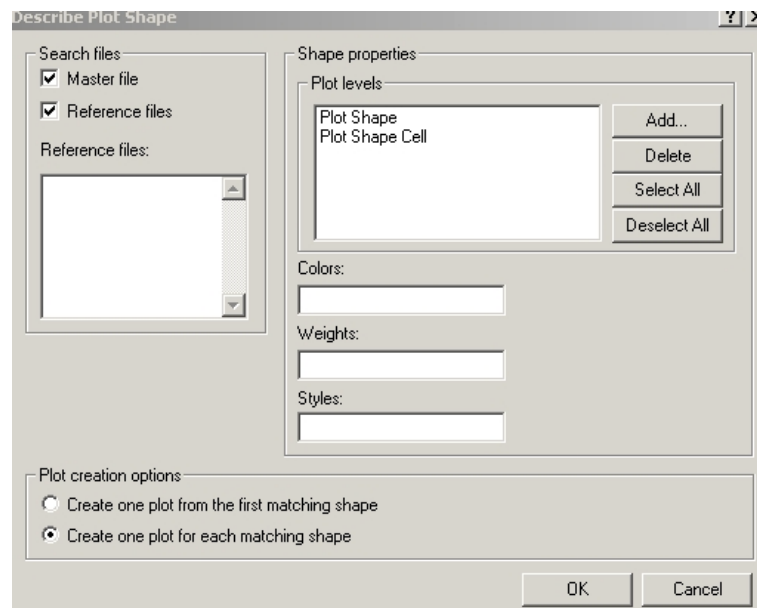 Describe Plot Shape
Search files
Master file
Reference files
Reference files:
Shape properties
Plot levels
Plot Shape
Plot Shape Cell
Add...
Delete
Select All
Deselect All
Colors:
Weights:
Styles:
Plot creation options
Create one plot from the first matching shape
Create one plot for each matching shape
OK
Cancel